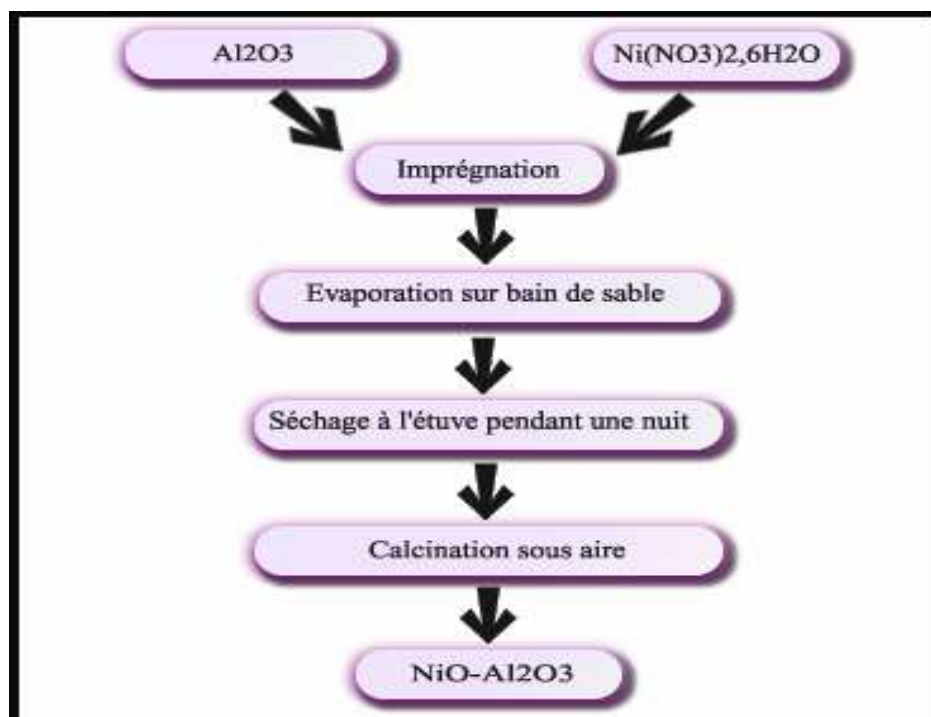 Al2O3
Ni(NO3)2,6H2O
Imprégnation
Evaporation sur bain de sable
Séchage à l'étuve pendant une nuit
Calcination sous aire
NiO-Al2O3